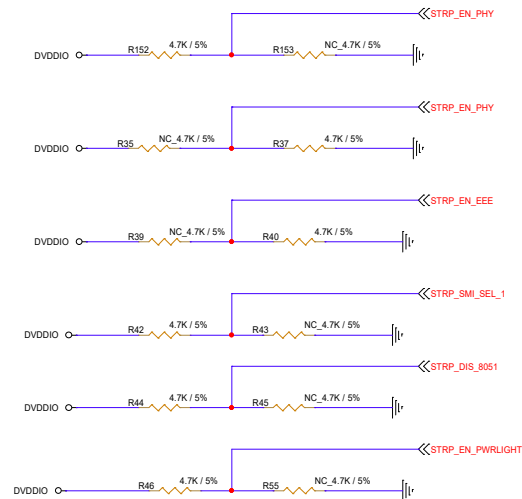 STRP_EN_PHY
DVDDIO R152 4.7K / 5% R153 NC_4.7K / 5%
STRP_EN_PHY
DVDDIO R35 NC_4.7K / 5% R37 4.7K / 5%
STRP_EN_EEE
DVDDIO R39 NC_4.7K / 5% R40 4.7K / 5%
STRP_SMI_SEL_1
DVDDIO R42 4.7K / 5% R43 NC_4.7K / 5%
STRP_DIS_8051
DVDDIO R44 4.7K / 5% R45 NC_4.7K / 5%
STRP_EN_PWRLIGHT
DVDDIO R46 4.7K / 5% R55 NC_4.7K / 5%